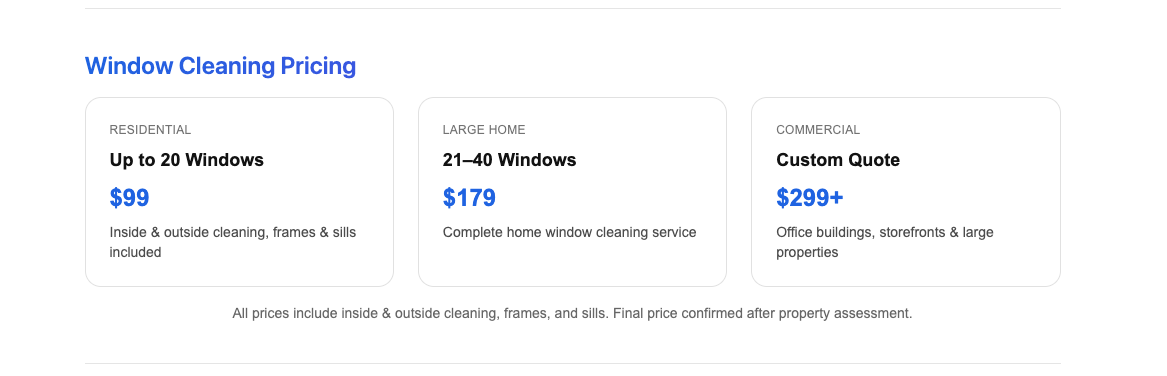 Window Cleaning Pricing
RESIDENTIAL
Up to 20 Windows
$99
Inside & outside cleaning, frames & sills
included
LARGE HOME
21–40 Windows
$179
Complete home window cleaning service
COMMERCIAL
Custom Quote
$299+
Office buildings, storefronts & large
properties
All prices include inside & outside cleaning, frames, and sills. Final price confirmed after property assessment.